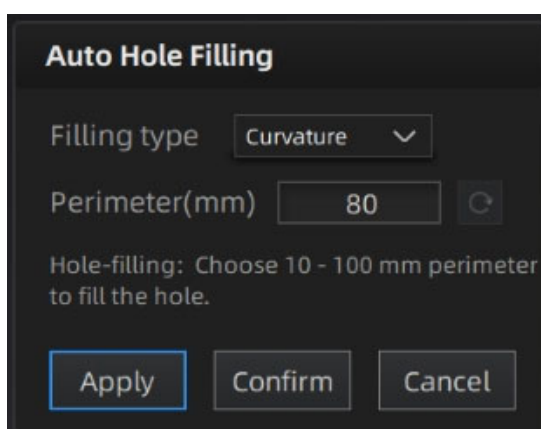 Auto Hole Filling
Filling type Curvature
Perimeter(mm) 80
Hole-filling: Choose 10 - 100 mm perimeter
to fill the hole.
Apply Confirm Cancel